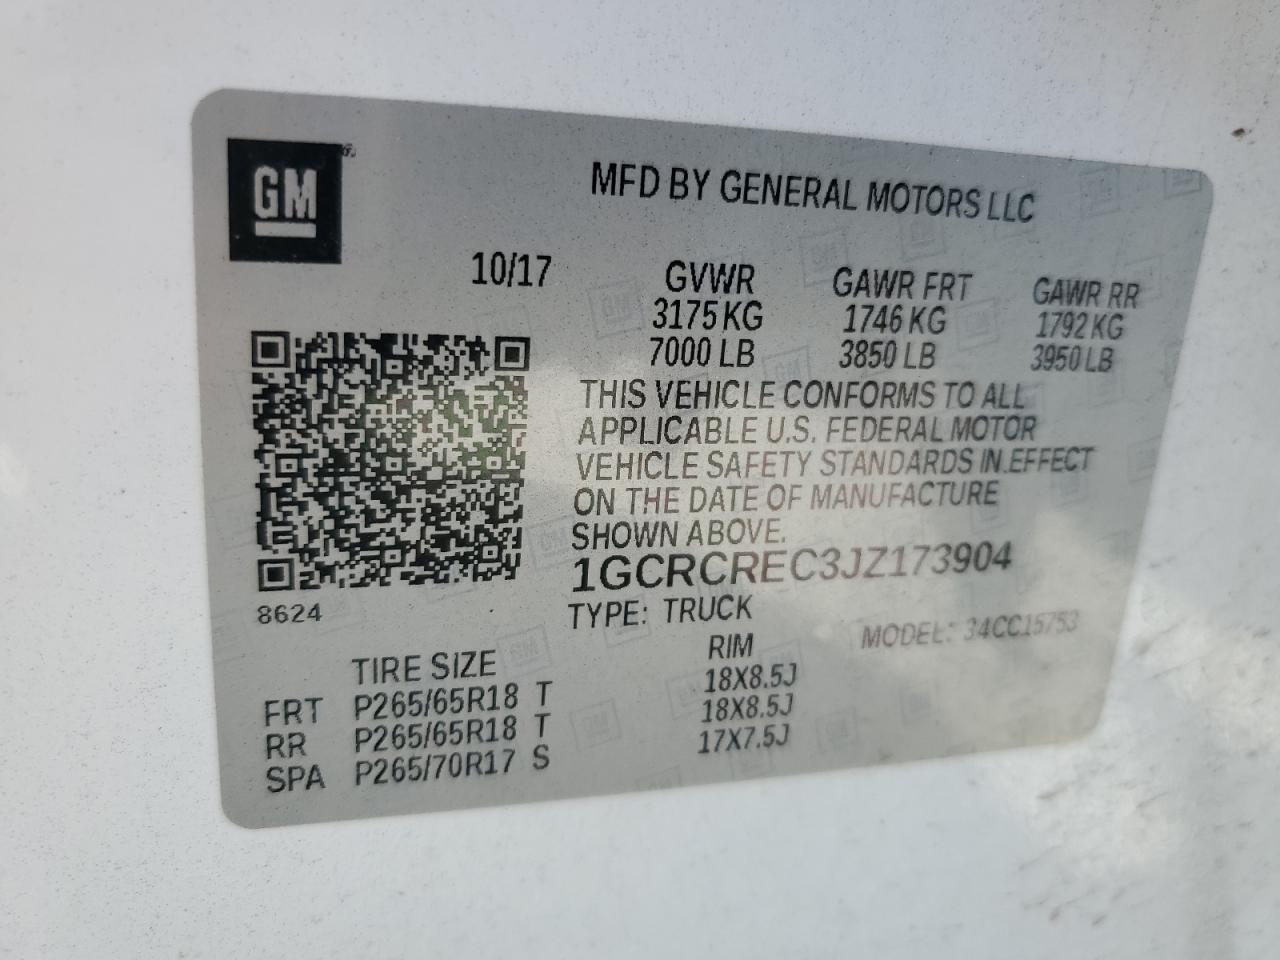 GM
MFD BY GENERAL MOTORS LLC
10/17 GVWR GAWR FRT GAWR RR
3175 KG 1746 KG 1792 KG
7000 LB 3850 LB 3950 LB
THIS VEHICLE CONFORMS TO ALL
APPLICABLE U.S. FEDERAL MOTOR
VEHICLE SAFETY STANDARDS IN EFFECT
ON THE DATE OF MANUFACTURE
SHOWN ABOVE.
1GCRCREC3JZ173904
8624
TYPE: TRUCK MODEL: 34CC15753
TIRE SIZE RIM
FRT P265/65R18 T 18X8.5J
RR P265/65R18 T 18X8.5J
SPA P265/70R17 S 17X7.5J